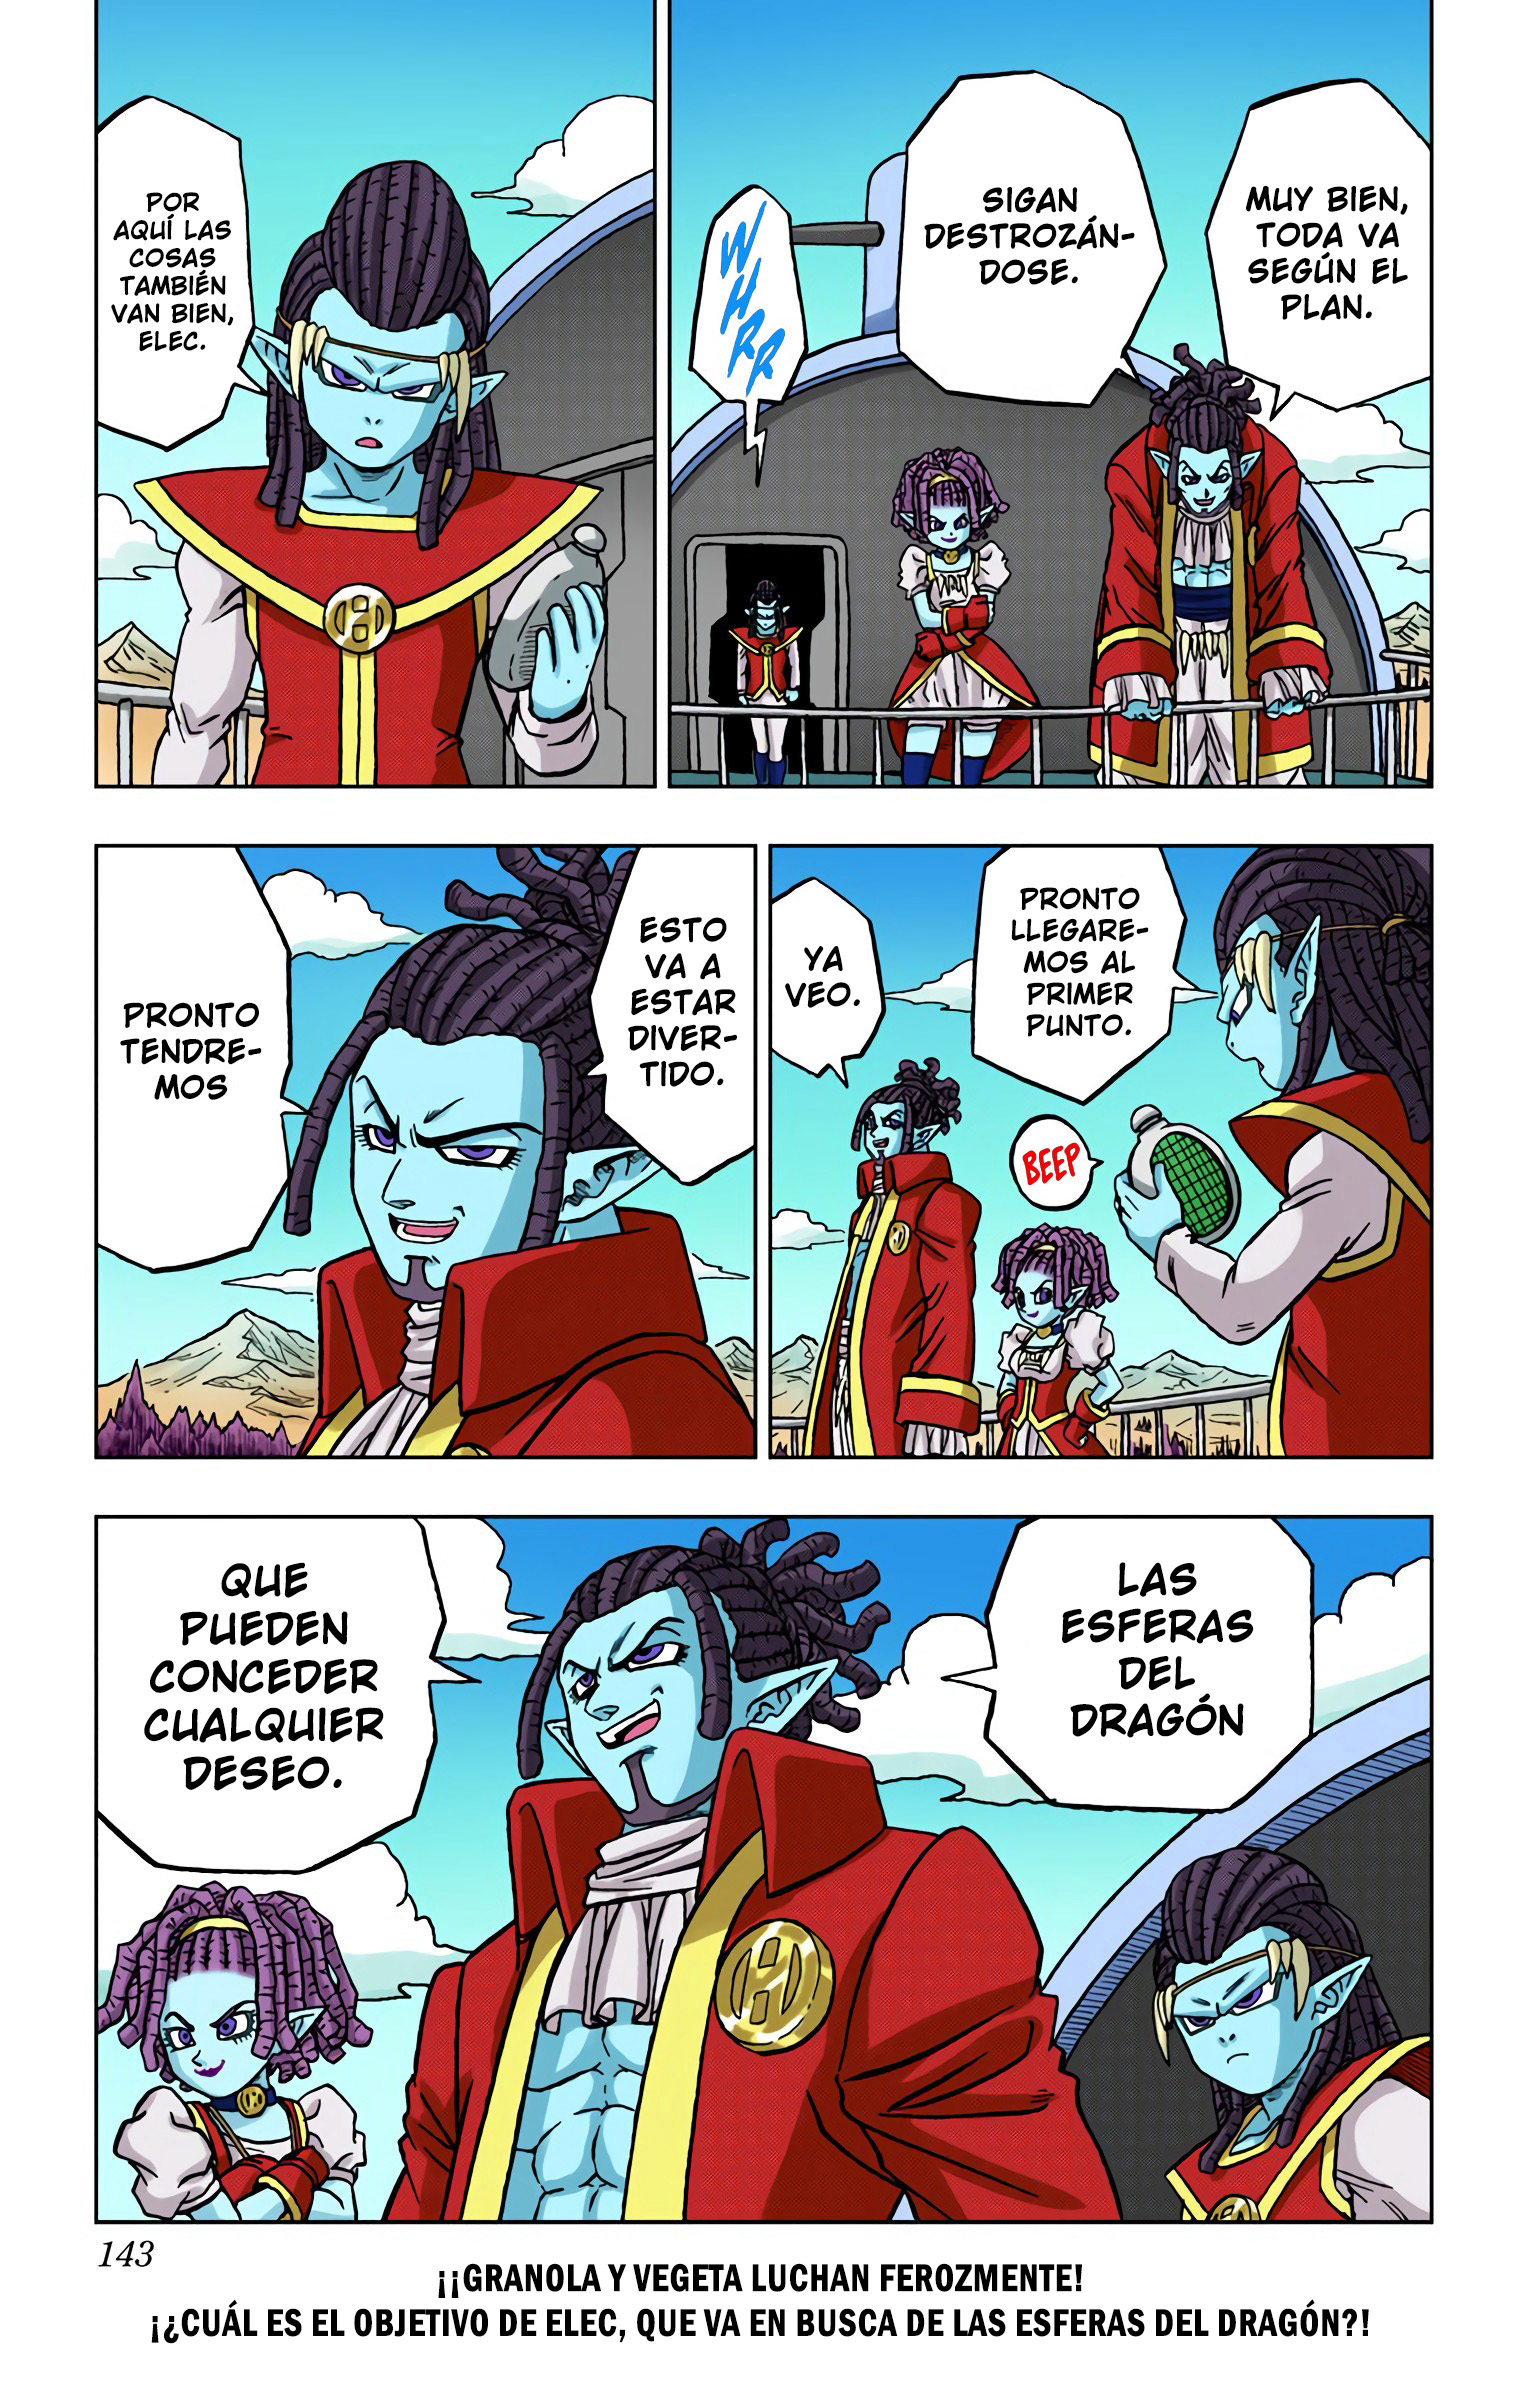 MUY BIEN,
TODA VA
SEGÚN EL
PLAN.
SIGAN
DESTROZÁN-
DOSE.
WHRR
POR
AQUÍ LAS
COSAS
TAMBIÉN
VAN BIEN,
ELEC.
PRONTO
LLEGARE-
MOS AL
PRIMER
PUNTO.
BEEP
YA
VEO.
ESTO
VA A
ESTAR
DIVER-
TIDO.
PRONTO
TENDRE-
MOS
LAS
ESFERAS
DEL
DRAGÓN
QUE
PUEDEN
CONCEDER
CUALQUIER
DESEO.
143
¡¡GRANOLA Y VEGETA LUCHAN FEROZMENTE!
¡¿CUÁL ES EL OBJETIVO DE ELEC, QUE VA EN BUSCA DE LAS ESFERAS DEL DRAGÓN?!